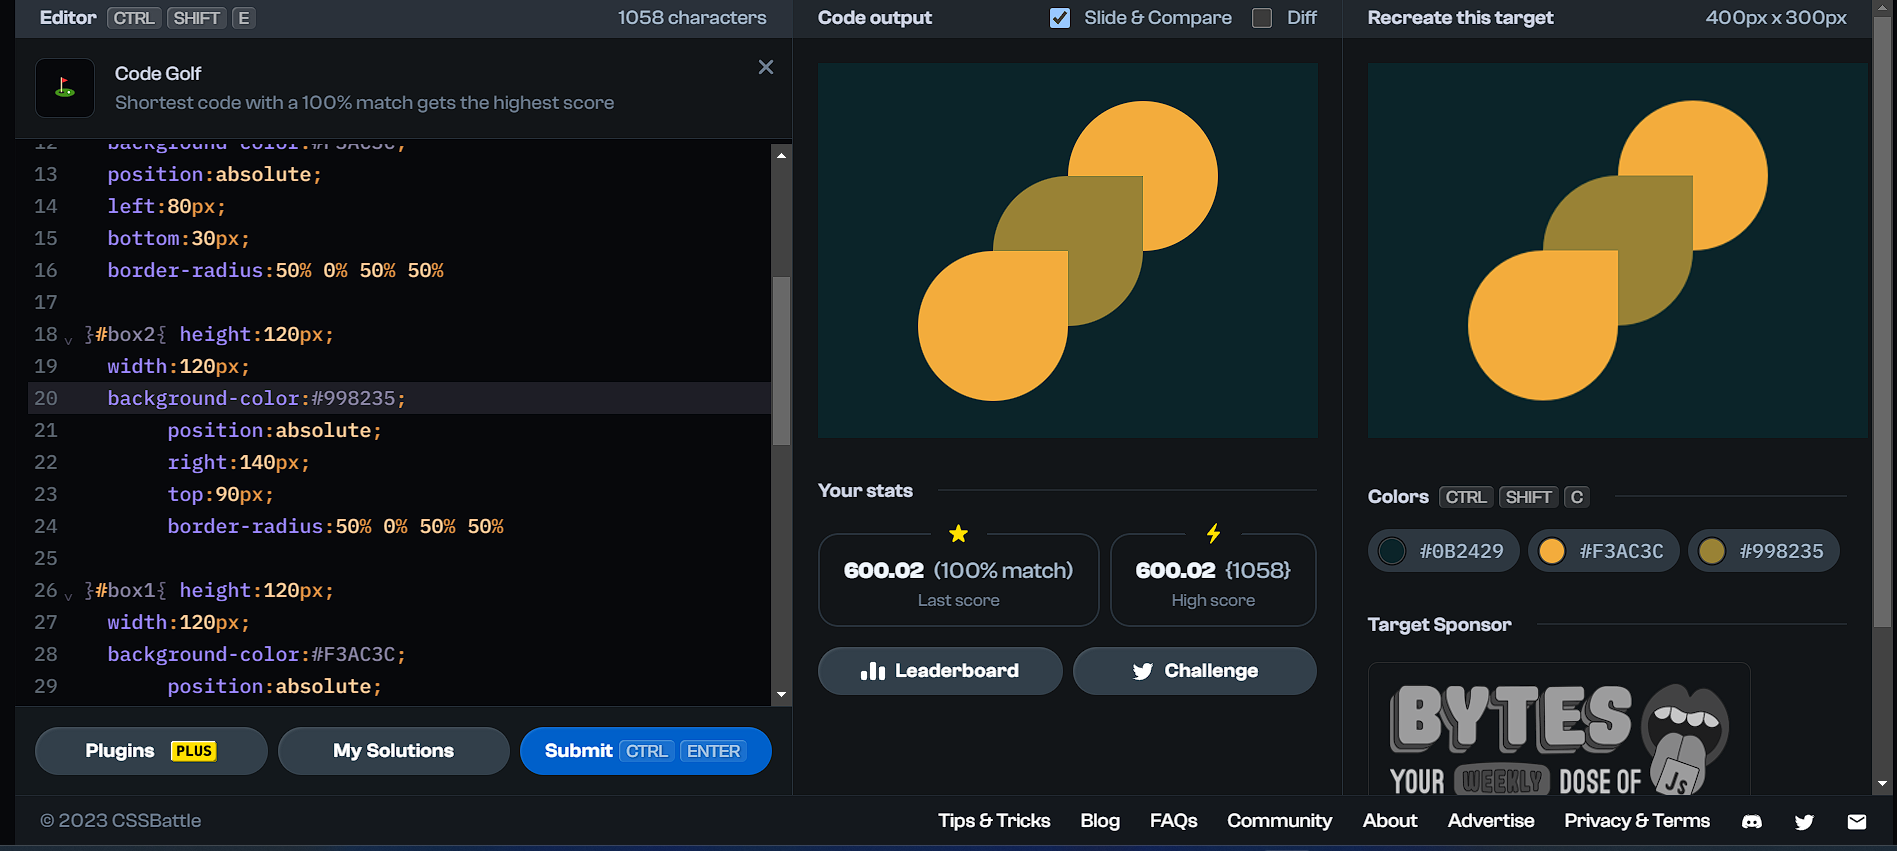 Editor CTRL SHIFT E 1058 characters
Code Golf
Shortest code with a 100% match gets the highest score
12 background-color:#F3AC3C;
13 position:absolute;
14 left:80px;
15 bottom:30px;
16 border-radius:50% 0% 50% 50%
17
18 }#box2{ height:120px;
19 width:120px;
20 background-color:#998235;
21 position:absolute;
22 right:140px;
23 top:90px;
24 border-radius:50% 0% 50% 50%
25
26 }#box1{ height:120px;
27 width:120px;
28 background-color:#F3AC3C;
29 position:absolute;
Plugins PLUS My Solutions Submit CTRL ENTER
Code output Slide & Compare Diff
Your stats
600.02 (100% match)
Last score
600.02 {1058}
High score
Leaderboard Challenge
Recreate this target 400px x 300px
Colors CTRL SHIFT C
#0B2429 #F3AC3C #998235
Target Sponsor
BYTES
YOUR WEEKLY DOSE OF JS
© 2023 CSSBattle Tips & Tricks Blog FAQs Community About Advertise Privacy & Terms